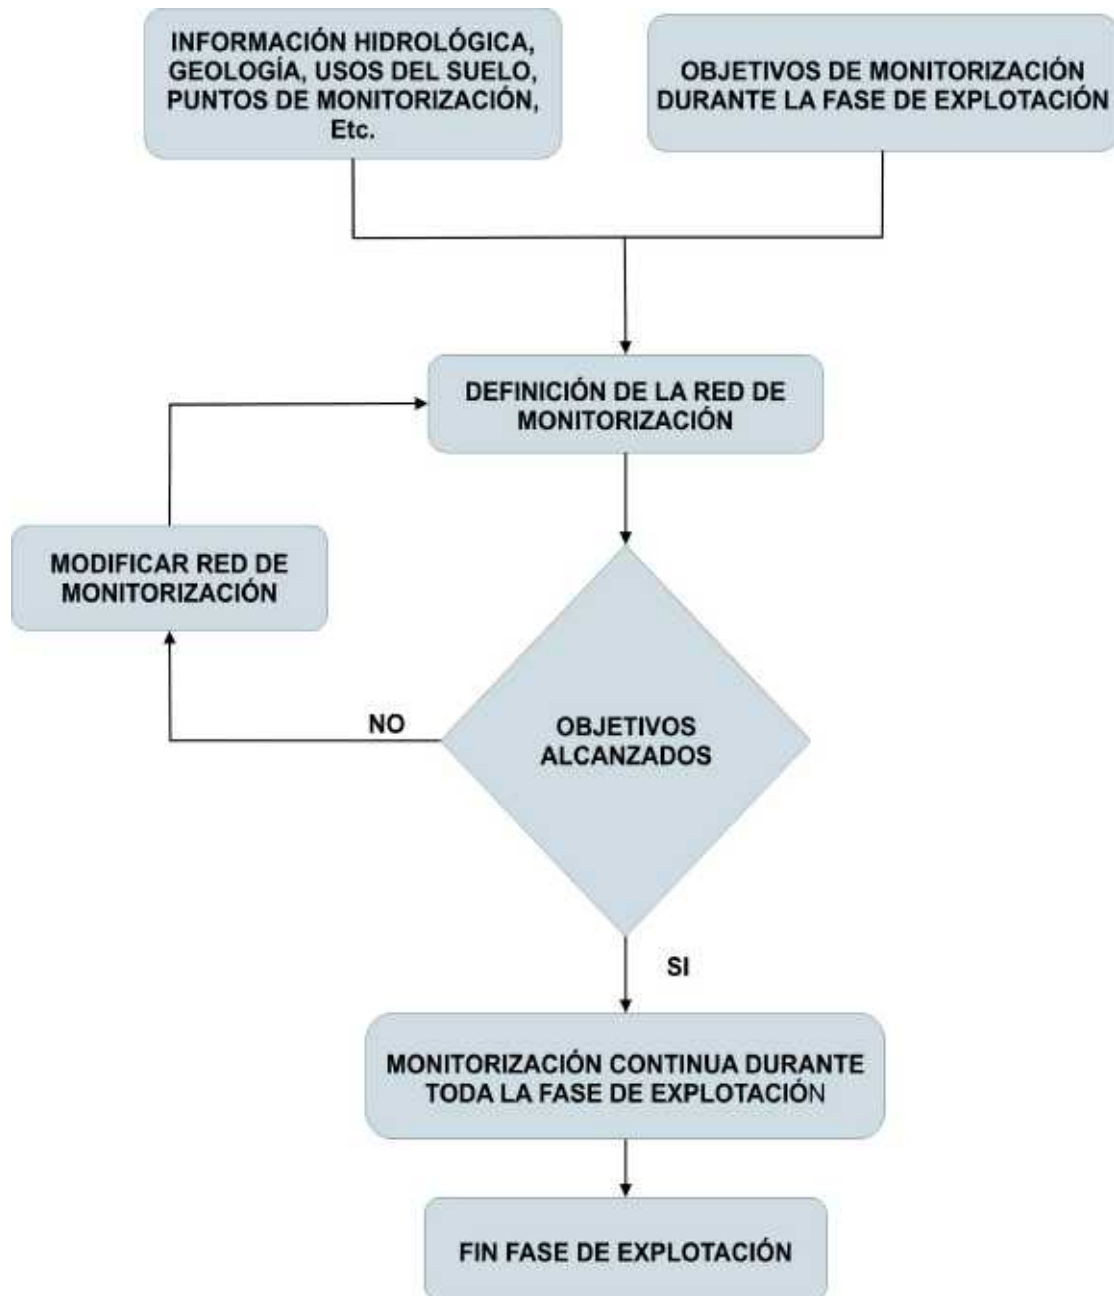 INFORMACIÓN HIDROLÓGICA,
GEOLOGÍA, USOS DEL SUELO,
PUNTOS DE MONITORIZACIÓN,
Etc.
OBJETIVOS DE MONITORIZACIÓN
DURANTE LA FASE DE EXPLOTACIÓN
DEFINICIÓN DE LA RED DE
MONITORIZACIÓN
MODIFICAR RED DE
MONITORIZACIÓN
NO
OBJETIVOS
ALCANZADOS
SI
MONITORIZACIÓN CONTINUA DURANTE
TODA LA FASE DE EXPLOTACIÓN
FIN FASE DE EXPLOTACIÓN